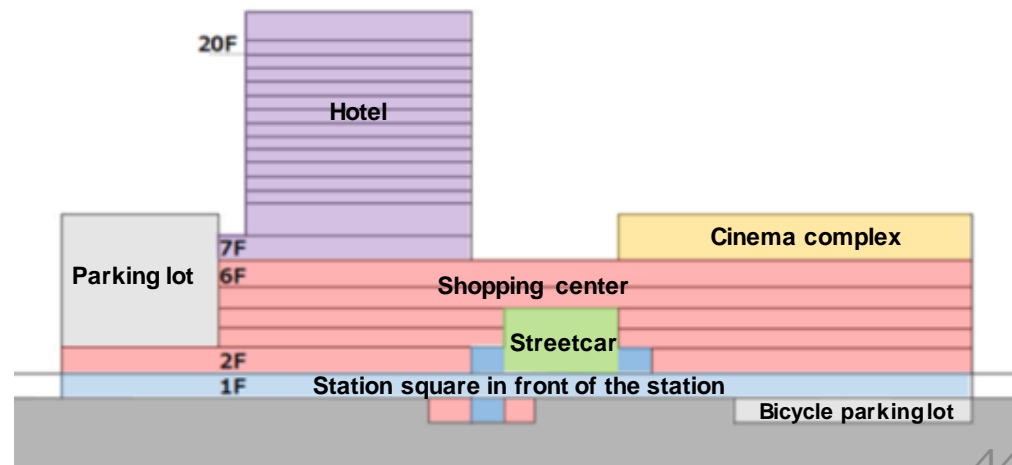 20F
Hotel
7F
Cinema complex
Parking lot
6F
Shopping center
Streetcar
2F
1F
Station square in front of the station
Bicycle parking lot